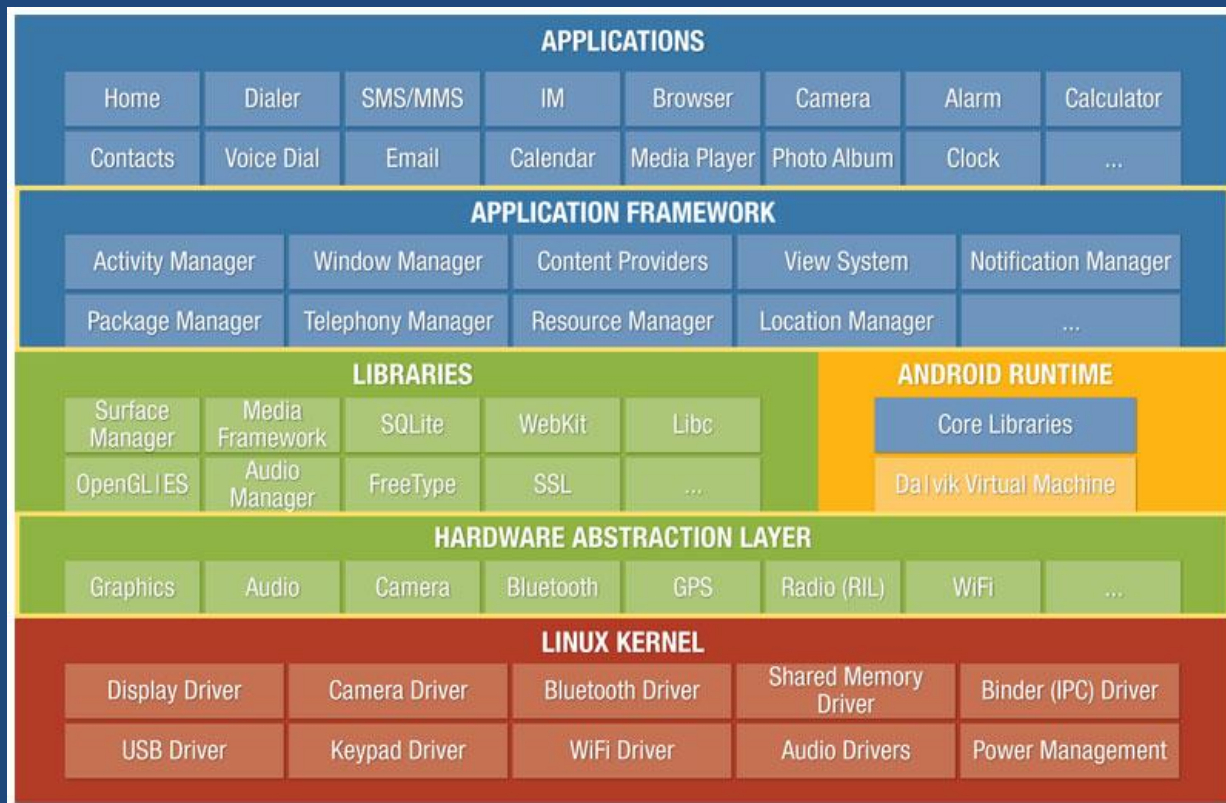 APPLICATIONS
Home Dialer SMS/MMS IM Browser Camera Alarm Calculator
Contacts Voice Dial Email Calendar Media Player Photo Album Clock ...
APPLICATION FRAMEWORK
Activity Manager Window Manager Content Providers View System Notification Manager
Package Manager Telephony Manager Resource Manager Location Manager ...
LIBRARIES
Surface
Manager
Media
Framework
SQLite WebKit Libc
OpenGL|ES
Audio
Manager
FreeType SSL ...
ANDROID RUNTIME
Core Libraries
Dalvik Virtual Machine
HARDWARE ABSTRACTION LAYER
Graphics Audio Camera Bluetooth GPS Radio (RIL) WiFi ...
LINUX KERNEL
Display Driver Camera Driver Bluetooth Driver
Shared Memory
Driver
Binder (IPC) Driver
USB Driver Keypad Driver WiFi Driver Audio Drivers Power Management